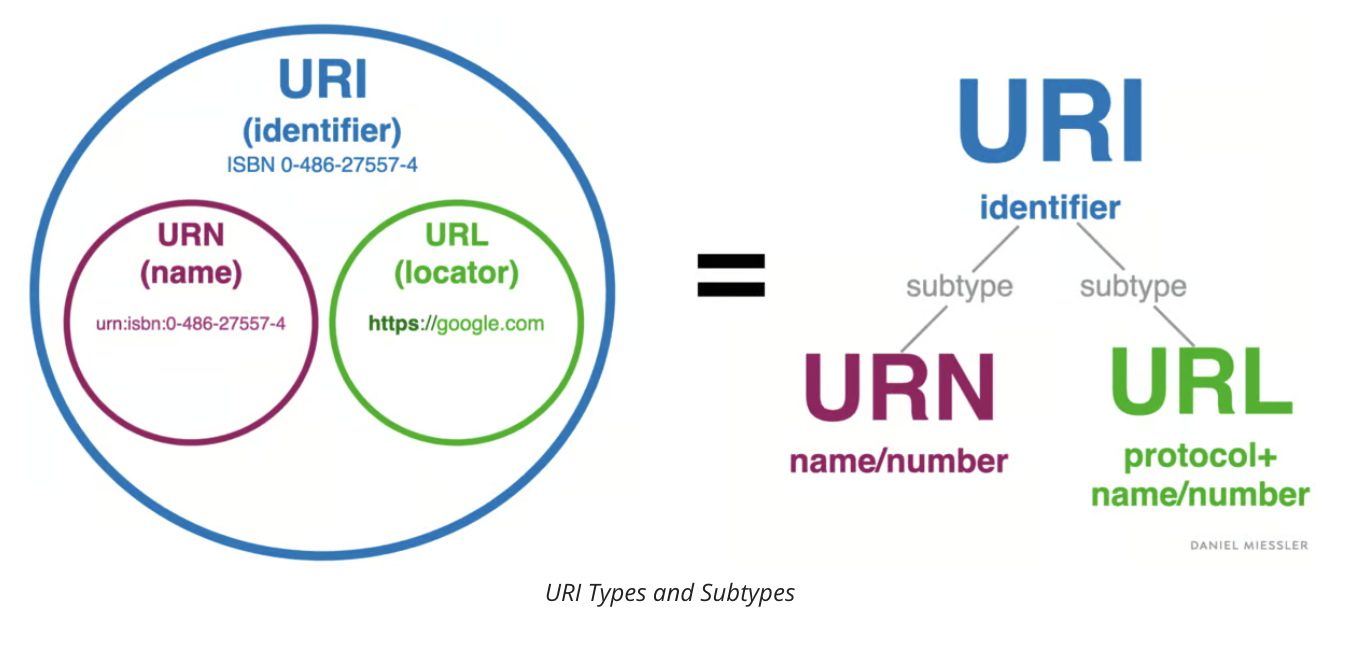 URI
(identifier)
ISBN 0-486-27557-4
URN
(name)
urn:isbn:0-486-27557-4
URL
(locator)
https://google.com
=
URI
identifier
subtype
subtype
URN
name/number
URL
protocol+
name/number
DANIEL MIESSLER
URI Types and Subtypes